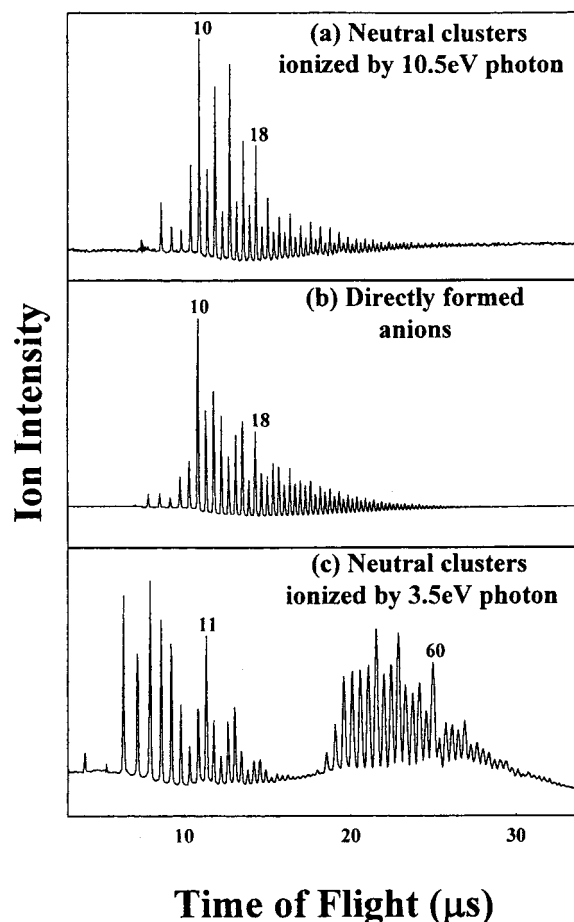 10
(a) Neutral clusters
ionized by 10.5eV photon
18
10
(b) Directly formed
anions
18
(c) Neutral clusters
ionized by 3.5eV photon
11
60
Ion Intensity
10
20
30
Time of Flight (μs)